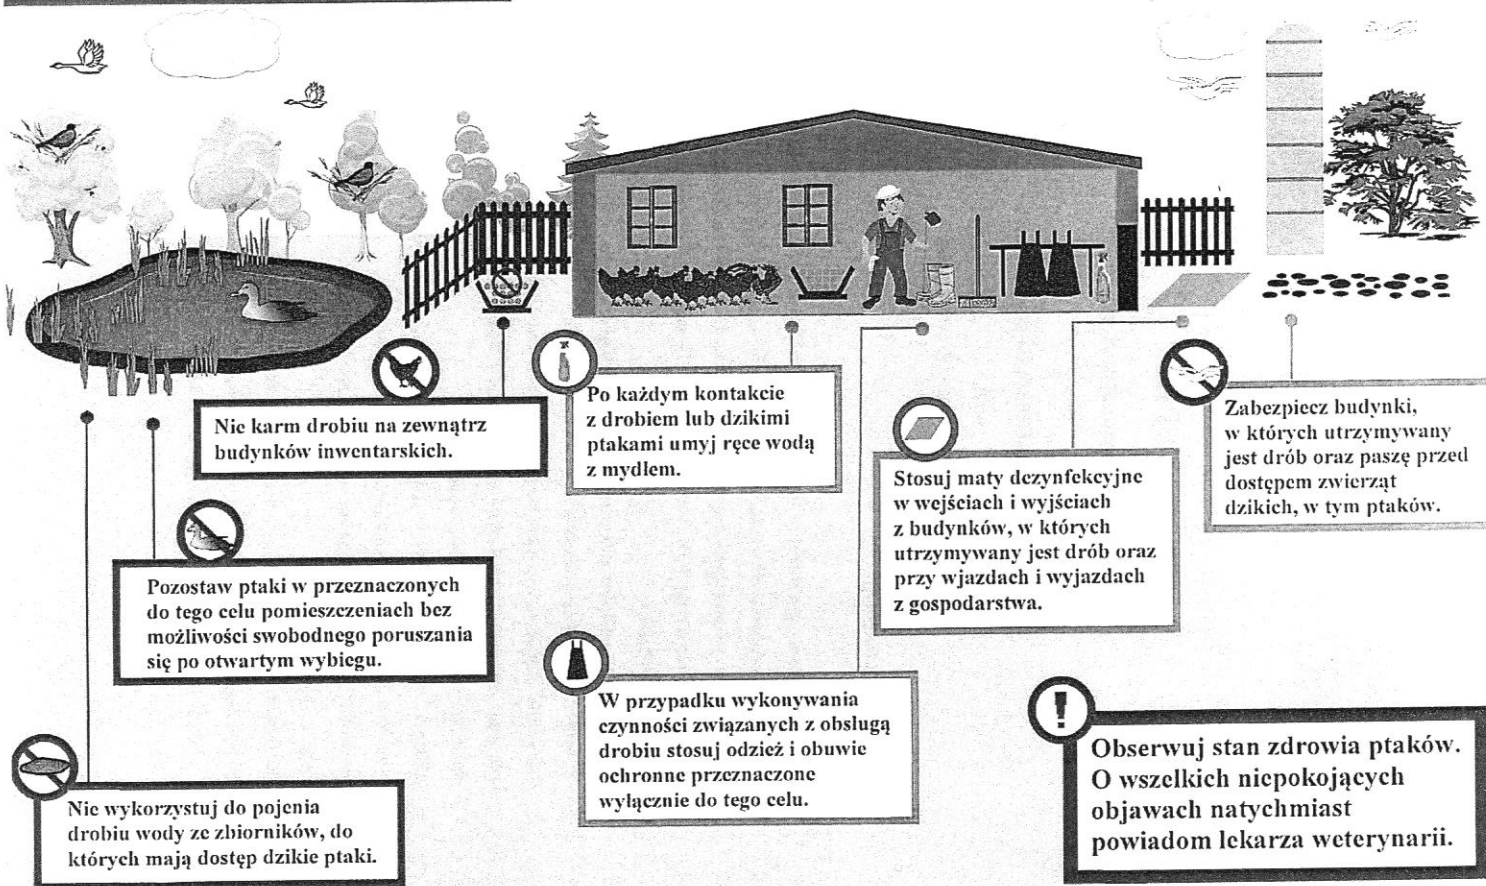 Nie karm drobiu na zewnątrz
budynków inwentarskich.
Po każdym kontakcie
z drobiem lub dzikimi
ptakami umyj ręce wodą
z mydłem.
Stosuj maty dezynfekcyjne
w wejściach i wyjściach
z budynków, w których
utrzymywany jest drób oraz
przy wjazdach i wyjazdach
z gospodarstwa.
Zabezpiecz budynki,
w których utrzymywany
jest drób oraz paszę przed
dostępem zwierząt
dzikich, w tym ptaków.
Pozostaw ptaki w przeznaczonych
do tego celu pomieszczeniach bez
możliwości swobodnego poruszania
się po otwartym wybiegu.
W przypadku wykonywania
czynności związanych z obsługą
drobiu stosuj odzież i obuwie
ochronne przeznaczone
wyłącznie do tego celu.
Nie wykorzystuj do pojenia
drobiu wody ze zbiorników, do
których mają dostęp dzikie ptaki.
!
Obserwuj stan zdrowia ptaków.
O wszelkich niepokojących
objawach natychmiast
powiadom lekarza weterynarii.